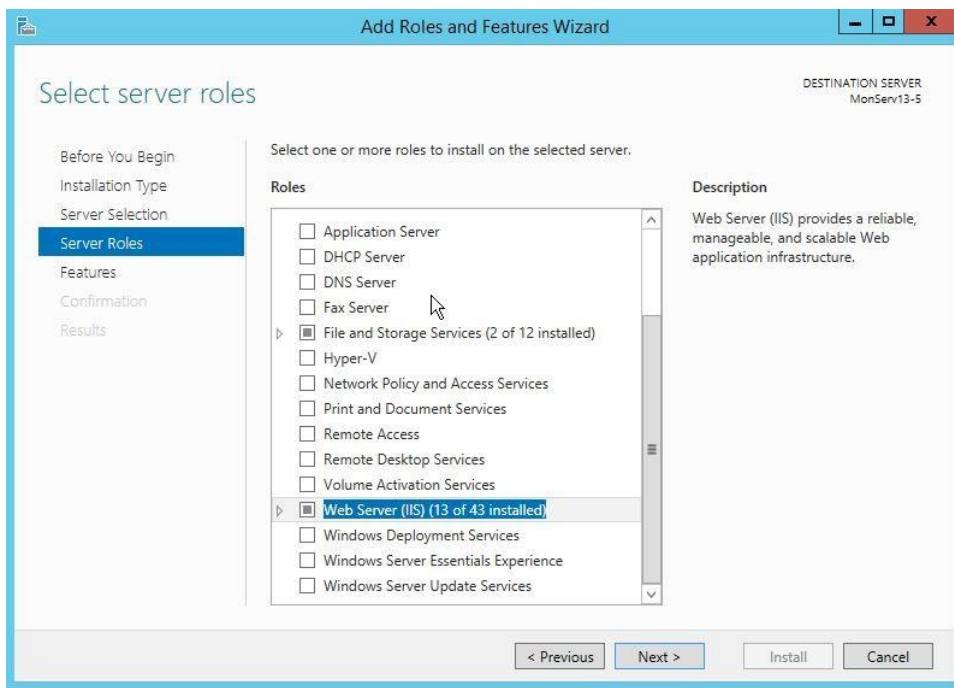 Add Roles and Features Wizard
Select server roles
DESTINATION SERVER
MonServ13-5
Before You Begin
Installation Type
Server Selection
Server Roles
Features
Confirmation
Results
Select one or more roles to install on the selected server.
Roles
Application Server
DHCP Server
DNS Server
Fax Server
File and Storage Services (2 of 12 installed)
Hyper-V
Network Policy and Access Services
Print and Document Services
Remote Access
Remote Desktop Services
Volume Activation Services
Web Server (IIS) (13 of 43 installed)
Windows Deployment Services
Windows Server Essentials Experience
Windows Server Update Services
Description
Web Server (IIS) provides a reliable,
manageable, and scalable Web
application infrastructure.
< Previous
Next >
Install
Cancel